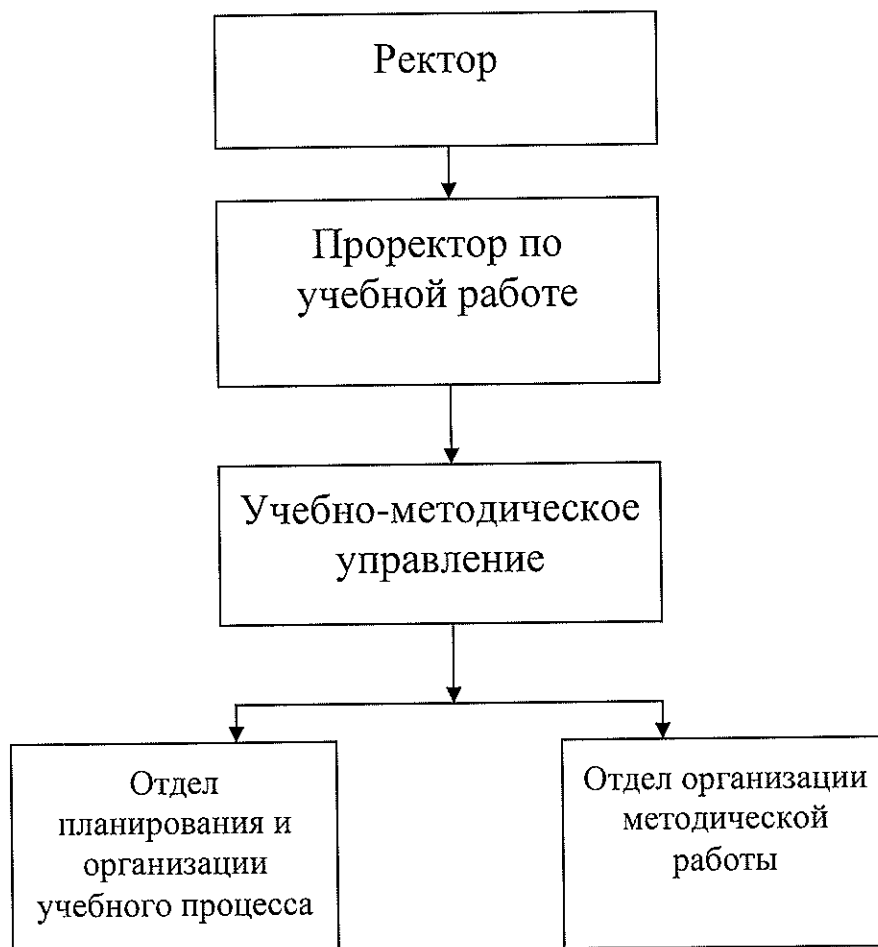 Ректор
Проректор по
учебной работе
Учебно-методическое
управление
Отдел
планирования и
организации
учебного процесса
Отдел организации
методической
работы